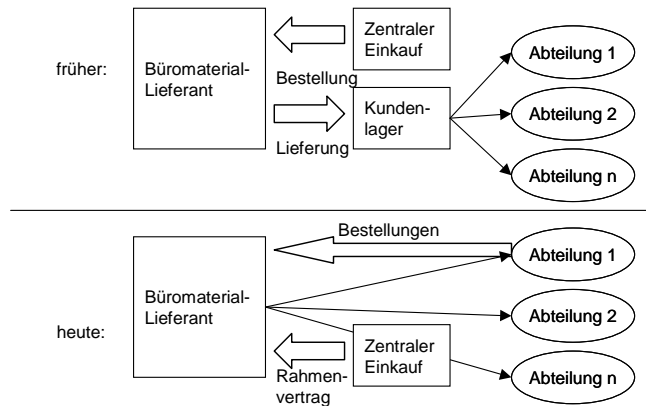 früher:
Büromaterial-
Lieferant
Bestellung
Lieferung
Zentraler
Einkauf
Kunden-
lager
Abteilung 1
Abteilung 2
Abteilung n
heute:
Büromaterial-
Lieferant
Bestellungen
Rahmen-
vertrag
Zentraler
Einkauf
Abteilung 1
Abteilung 2
Abteilung n